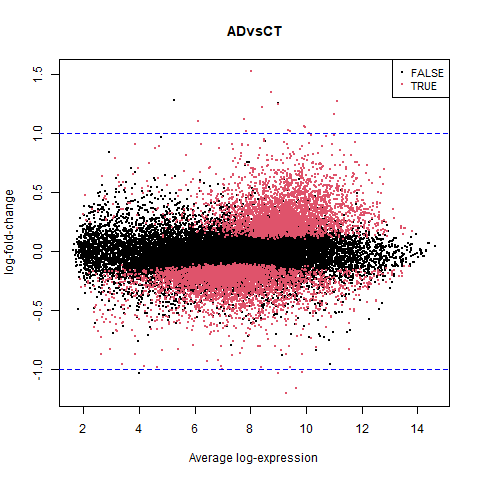 ADvsCT
FALSE
TRUE
1.5
1.0
0.5
0.0
-0.5
-1.0
log-fold-change
2 4 6 8 10 12 14
Average log-expression